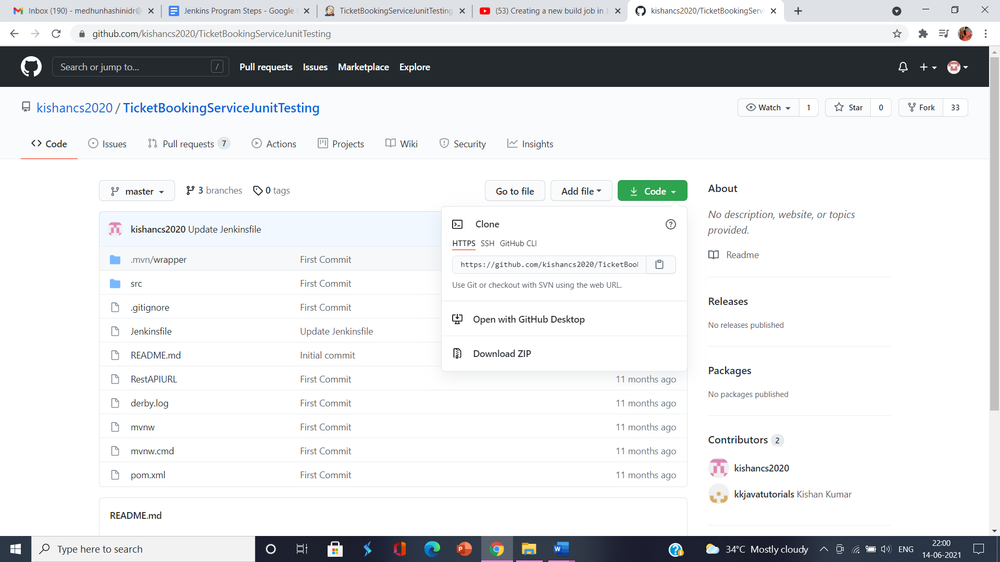 Inbox (190) - medhunhashinidr@
Jenkins Program Steps - Google
TicketBookingServiceJunitTesting
(53) Creating a new build job in J
kishancs2020/TicketBookingServi
github.com/kishancs2020/TicketBookingServiceJunitTesting
Search or jump to...
/
Pull requests
Issues
Marketplace
Explore
kishancs2020 / TicketBookingServiceJunitTesting
Watch 1
Star 0
Fork 33
Code
Issues
Pull requests 7
Actions
Projects
Wiki
Security
Insights
master
3 branches
0 tags
Go to file
Add file
Code
kishancs2020 Update Jenkinsfile
.mvn/wrapper First Commit
src First Commit
.gitignore First Commit
Jenkinsfile Update Jenkinsfile
README.md Initial commit
RestAPIURL First Commit 11 months ago
derby.log First Commit 11 months ago
mvnw First Commit 11 months ago
mvnw.cmd First Commit 11 months ago
pom.xml First Commit 11 months ago
README.md
Clone
HTTPS SSH GitHub CLI
https://github.com/kishancs2020/TicketBool
Use Git or checkout with SVN using the web URL.
Open with GitHub Desktop
Download ZIP
About
No description, website, or topics
provided.
Readme
Releases
No releases published
Packages
No packages published
Contributors 2
kishancs2020
kkjavatutorials Kishan Kumar
Type here to search
34°C Mostly cloudy
ENG
22:00
14-06-2021